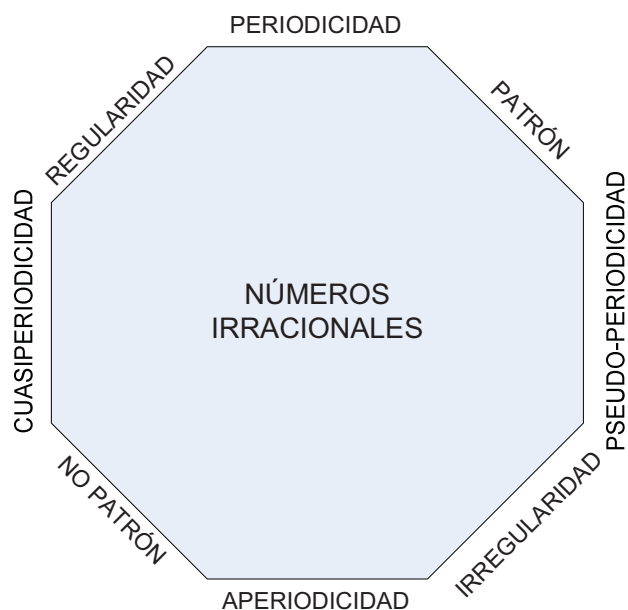 PERIODICIDAD
REGULARIDAD
PATRÓN
CUASIPERIODICIDAD
PSEUDO-PERIODICIDAD
NÚMEROS
IRRACIONALES
NO PATRÓN
IRREGULARIDAD
APERIODICIDAD